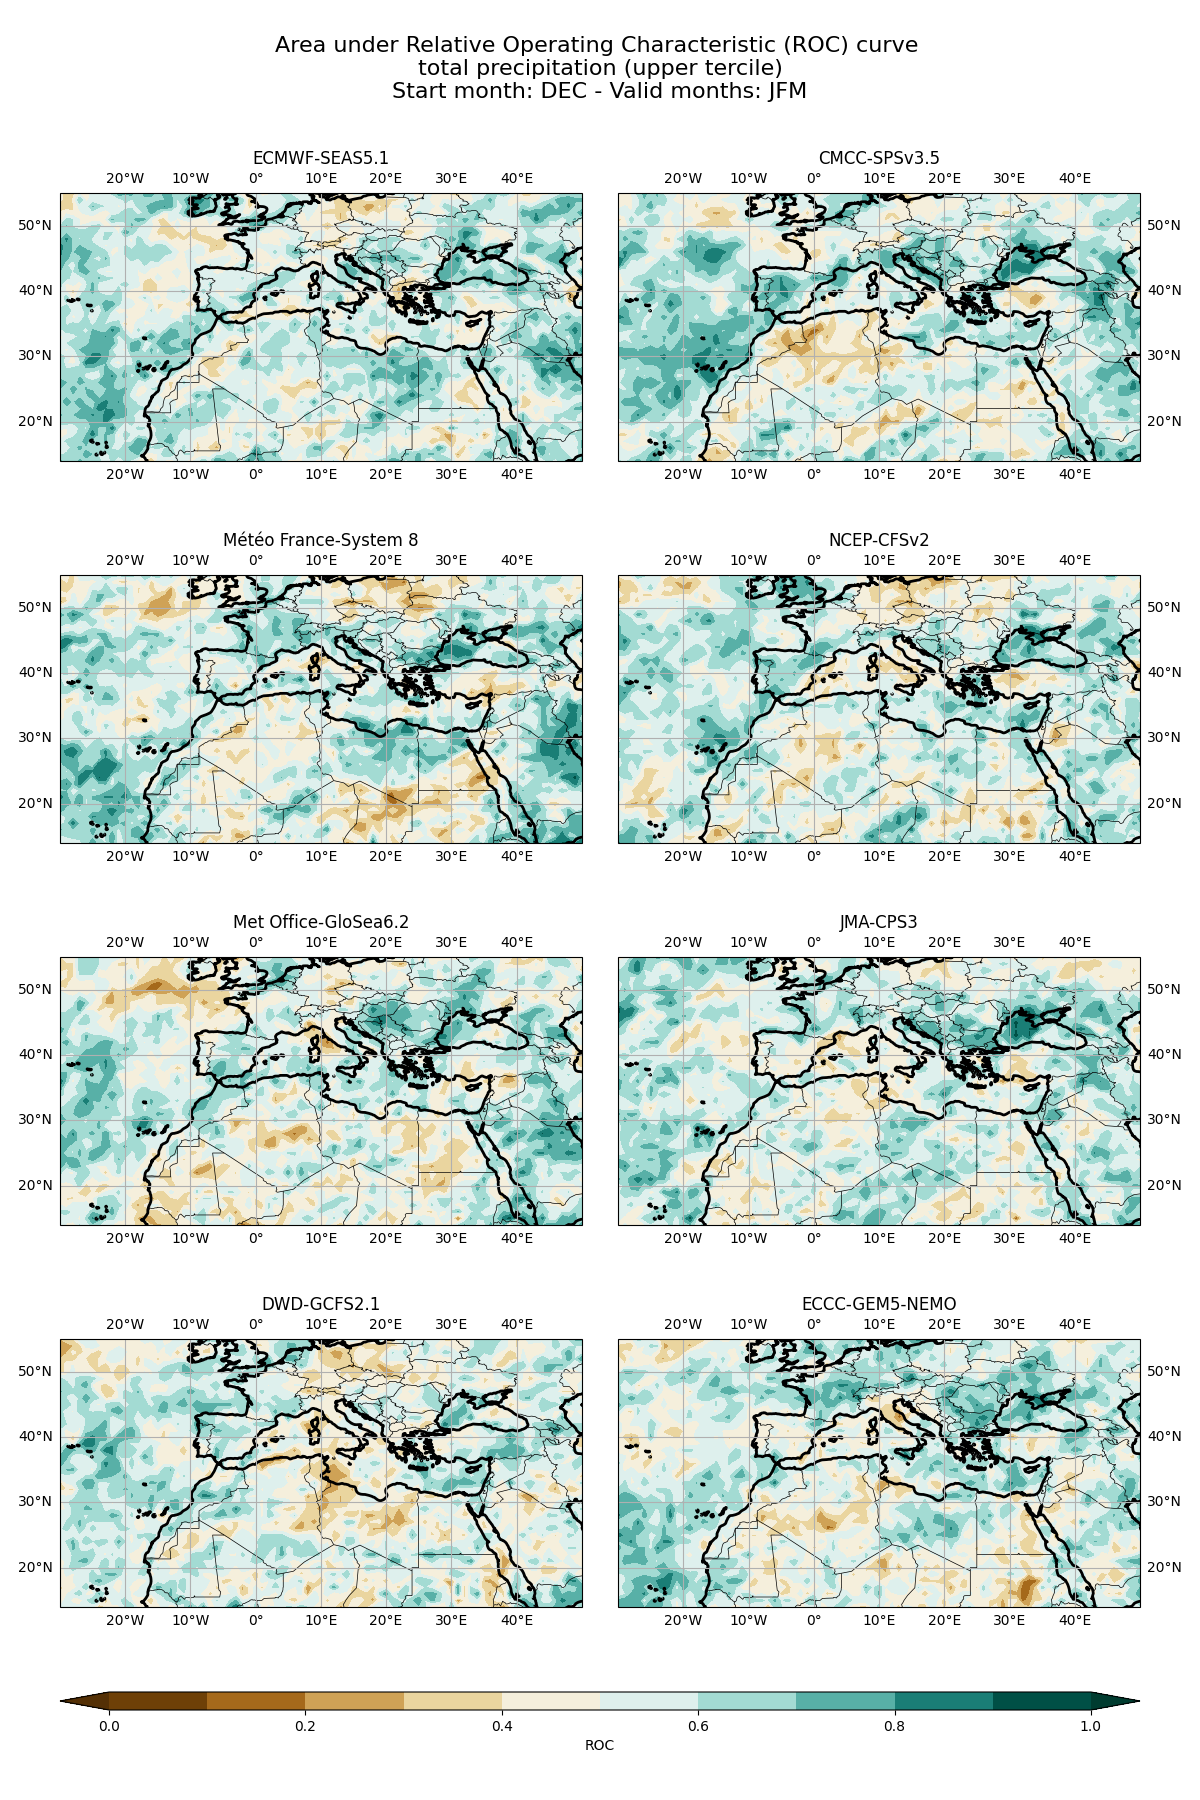 Area under Relative Operating Characteristic (ROC) curve
total precipitation (upper tercile)
Start month: DEC - Valid months: JFM
ECMWF-SEAS5.1
20°W 10°W 0° 10°E 20°E 30°E 40°E
50°N
40°N
30°N
20°N
20°W 10°W 0° 10°E 20°E 30°E 40°E
CMCC-SPSv3.5
20°W 10°W 0° 10°E 20°E 30°E 40°E
50°N
40°N
30°N
20°N
20°W 10°W 0° 10°E 20°E 30°E 40°E
Météo France-System 8
20°W 10°W 0° 10°E 20°E 30°E 40°E
50°N
40°N
30°N
20°N
20°W 10°W 0° 10°E 20°E 30°E 40°E
NCEP-CFSv2
20°W 10°W 0° 10°E 20°E 30°E 40°E
50°N
40°N
30°N
20°N
20°W 10°W 0° 10°E 20°E 30°E 40°E
Met Office-GloSea6.2
20°W 10°W 0° 10°E 20°E 30°E 40°E
50°N
40°N
30°N
20°N
20°W 10°W 0° 10°E 20°E 30°E 40°E
JMA-CPS3
20°W 10°W 0° 10°E 20°E 30°E 40°E
50°N
40°N
30°N
20°N
20°W 10°W 0° 10°E 20°E 30°E 40°E
DWD-GCFS2.1
20°W 10°W 0° 10°E 20°E 30°E 40°E
50°N
40°N
30°N
20°N
20°W 10°W 0° 10°E 20°E 30°E 40°E
ECCC-GEM5-NEMO
20°W 10°W 0° 10°E 20°E 30°E 40°E
50°N
40°N
30°N
20°N
20°W 10°W 0° 10°E 20°E 30°E 40°E
0.0 0.2 0.4 0.6 0.8 1.0
ROC